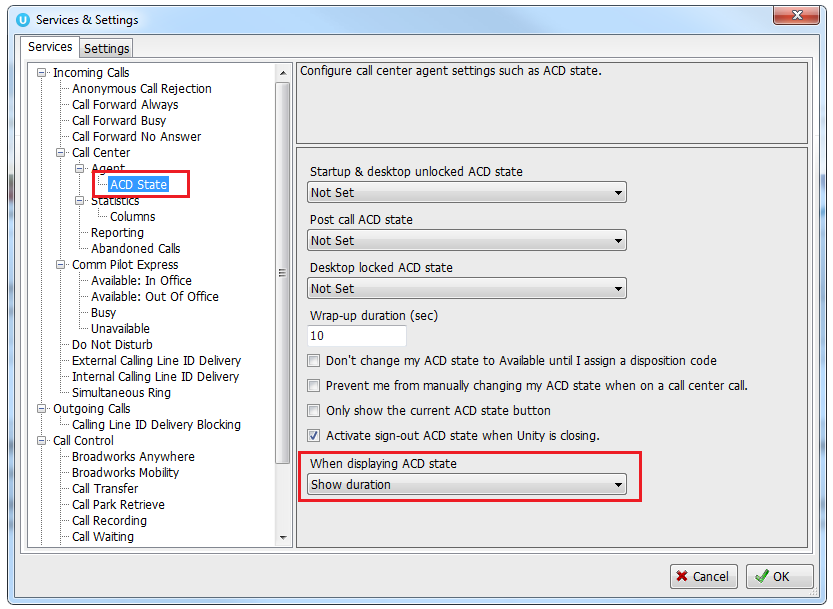 U Services & Settings
Services Settings
Incoming Calls
Anonymous Call Rejection
Call Forward Always
Call Forward Busy
Call Forward No Answer
Call Center
Agent
ACD State
Statistics
Columns
Reporting
Abandoned Calls
Comm Pilot Express
Available: In Office
Available: Out Of Office
Busy
Unavailable
Do Not Disturb
External Calling Line ID Delivery
Internal Calling Line ID Delivery
Simultaneous Ring
Outgoing Calls
Calling Line ID Delivery Blocking
Call Control
Broadworks Anywhere
Broadworks Mobility
Call Transfer
Call Park Retrieve
Call Recording
Call Waiting
Configure call center agent settings such as ACD state.
Startup & desktop unlocked ACD state
Not Set
Post call ACD state
Not Set
Desktop locked ACD state
Not Set
Wrap-up duration (sec)
10
Don't change my ACD state to Available until I assign a disposition code
Prevent me from manually changing my ACD state when on a call center call.
Only show the current ACD state button
Activate sign-out ACD state when Unity is closing.
When displaying ACD state
Show duration
Cancel OK